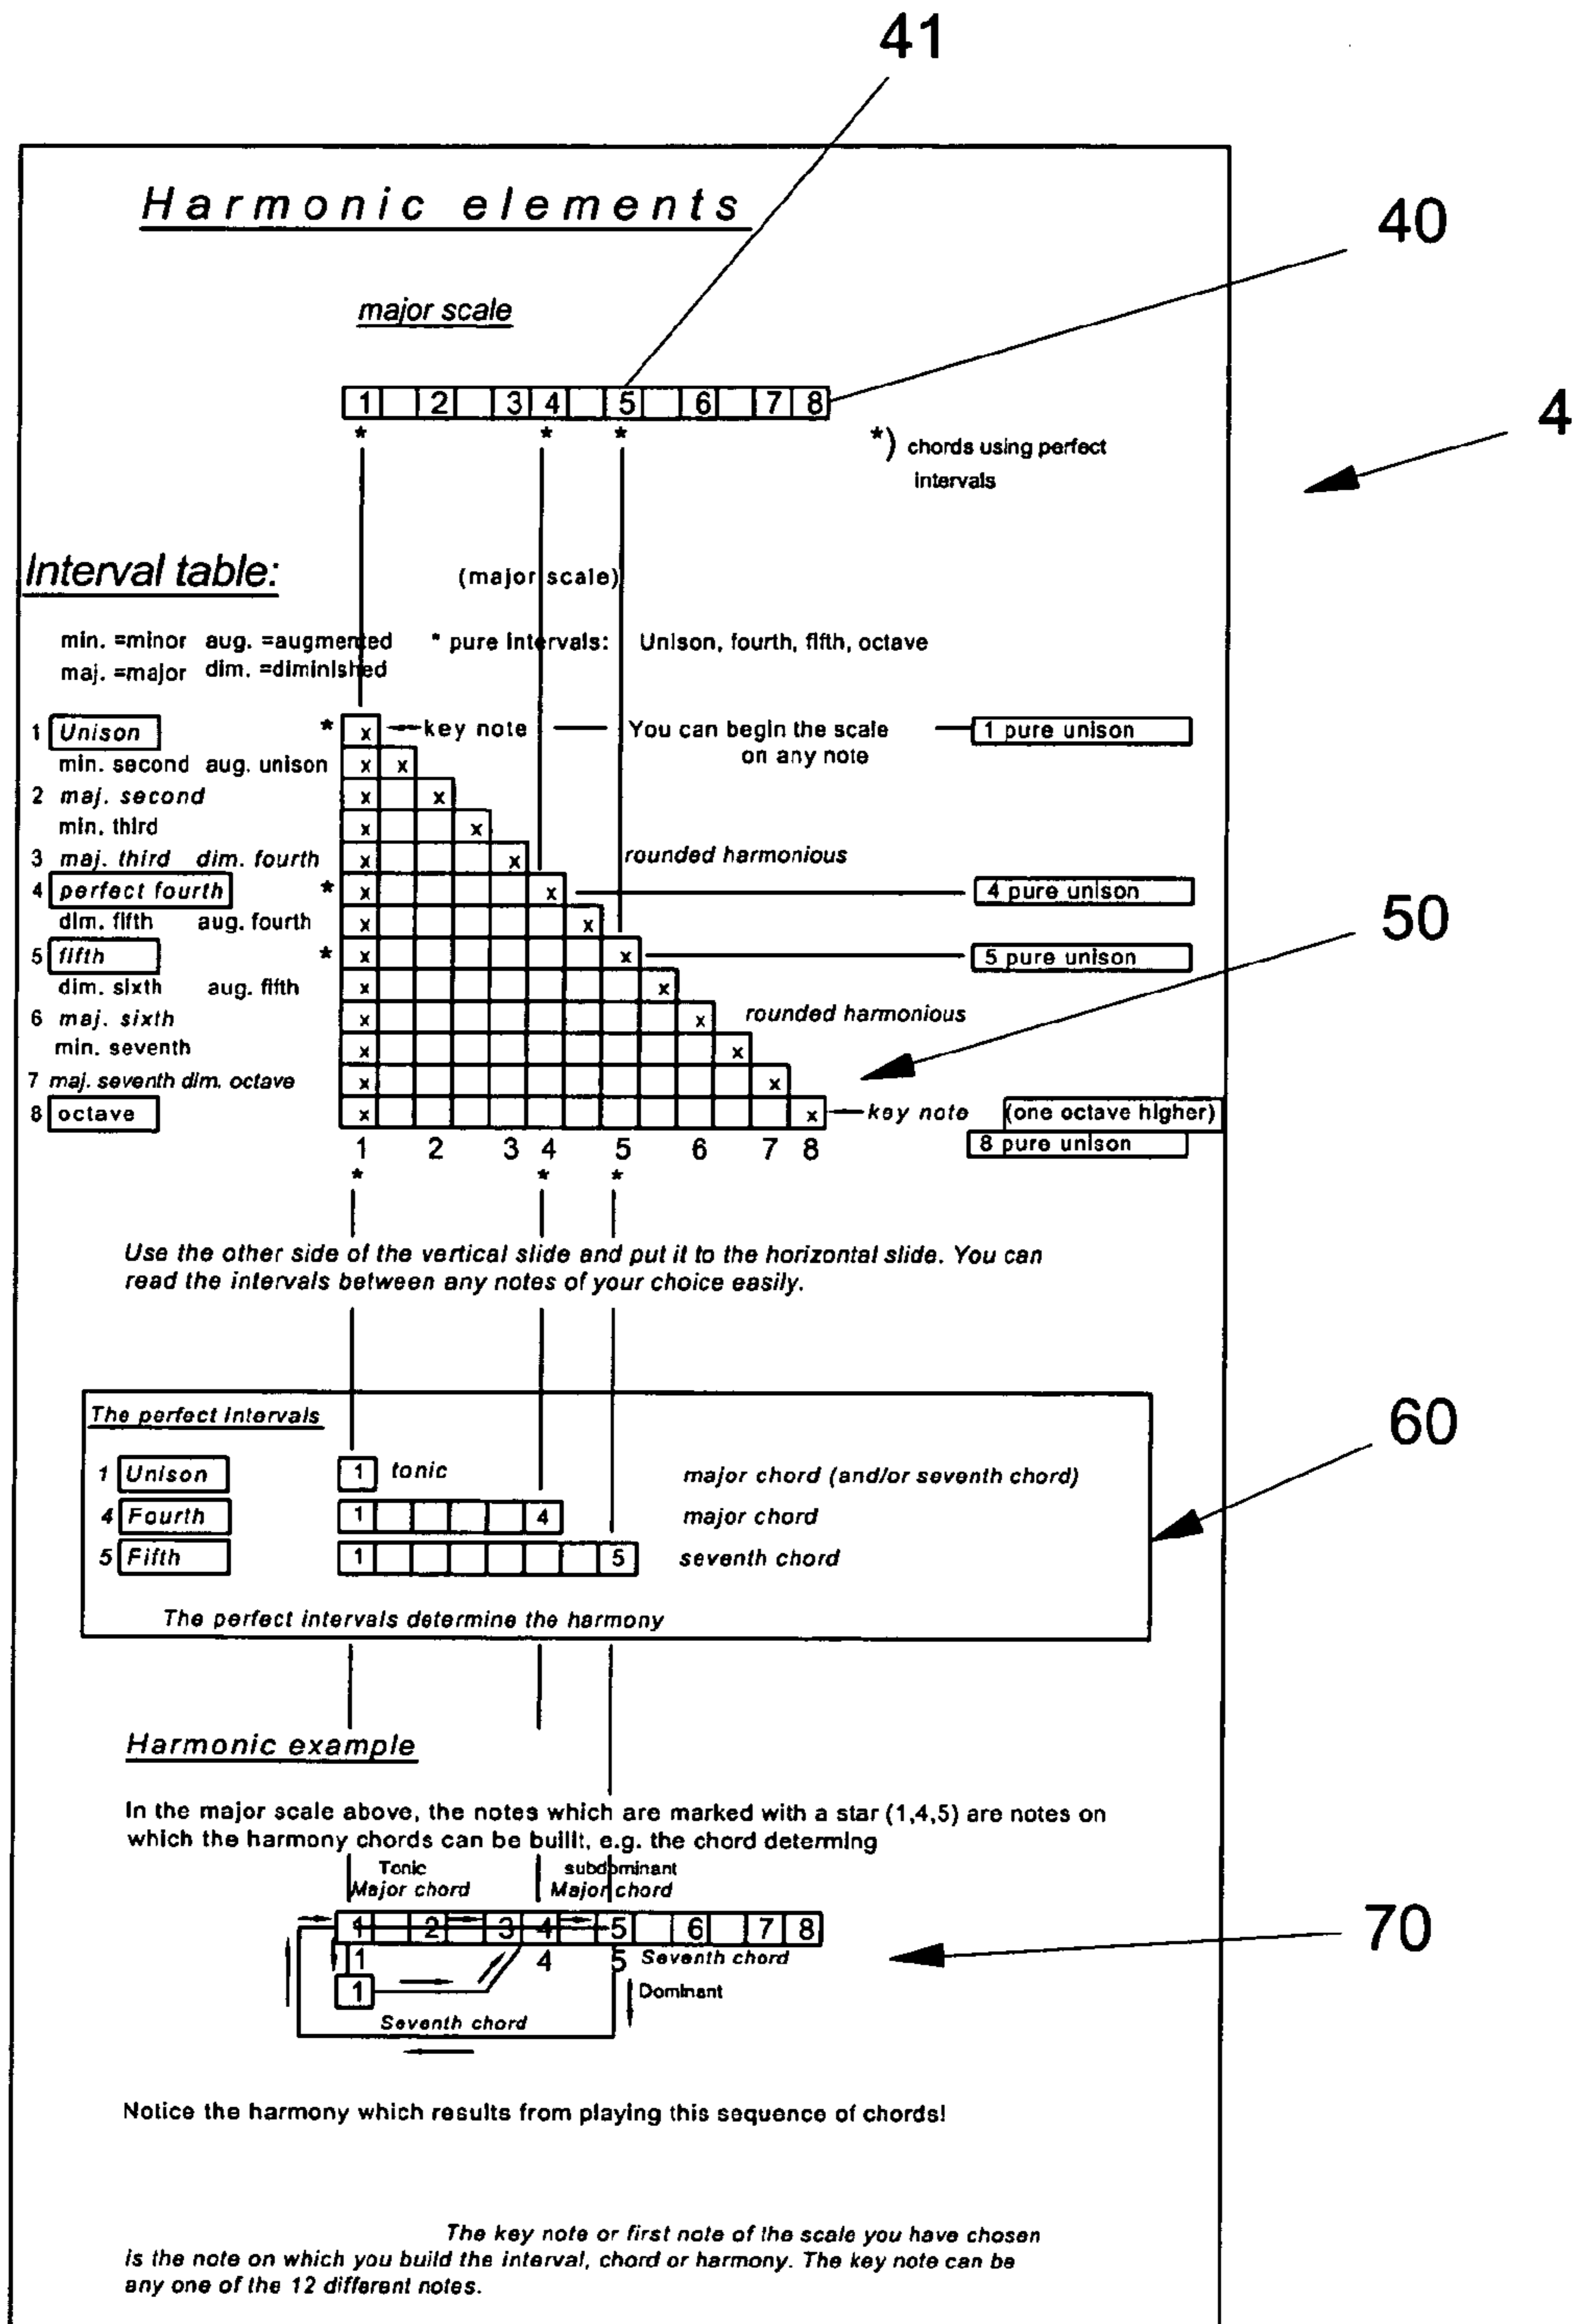 41
Harmonic elements
40
major scale
1 2 3 4 5 6 7 8
4
* * *
*) chords using perfect
intervals
Interval table:
(major scale)
min. =minor aug. =augmented * pure intervals: Unison, fourth, fifth, octave
maj. =major dim. =diminished
1 Unison * x key note You can begin the scale 1 pure unison
on any note
min. second aug. unison x x
2 maj. second x x
min. third x x
3 maj. third dim. fourth x x rounded harmonious
4 perfect fourth * x x 4 pure unison
dim. fifth aug. fourth x x
50
5 fifth * x x 5 pure unison
dim. sixth aug. fifth x x
6 maj. sixth x x rounded harmonious
min. seventh x x
7 maj. seventh dim. octave x x
8 octave x x key note (one octave higher)
1 2 3 4 5 6 7 8 8 pure unison
* * *
Use the other side of the vertical slide and put it to the horizontal slide. You can
read the intervals between any notes of your choice easily.
60
The perfect intervals
1 Unison 1 tonic major chord (and/or seventh chord)
4 Fourth 1 4 major chord
5 Fifth 1 5 seventh chord
The perfect intervals determine the harmony
Harmonic example
In the major scale above, the notes which are marked with a star (1,4,5) are notes on
which the harmony chords can be builit, e.g. the chord determing
Tonic subdominant
Major chord Major chord
1 2 3 4 5 6 7 8
70
1 4 5 Seventh chord
1 Dominant
Seventh chord
Notice the harmony which results from playing this sequence of chords!
The key note or first note of the scale you have chosen
is the note on which you build the interval, chord or harmony. The key note can be
any one of the 12 different notes.